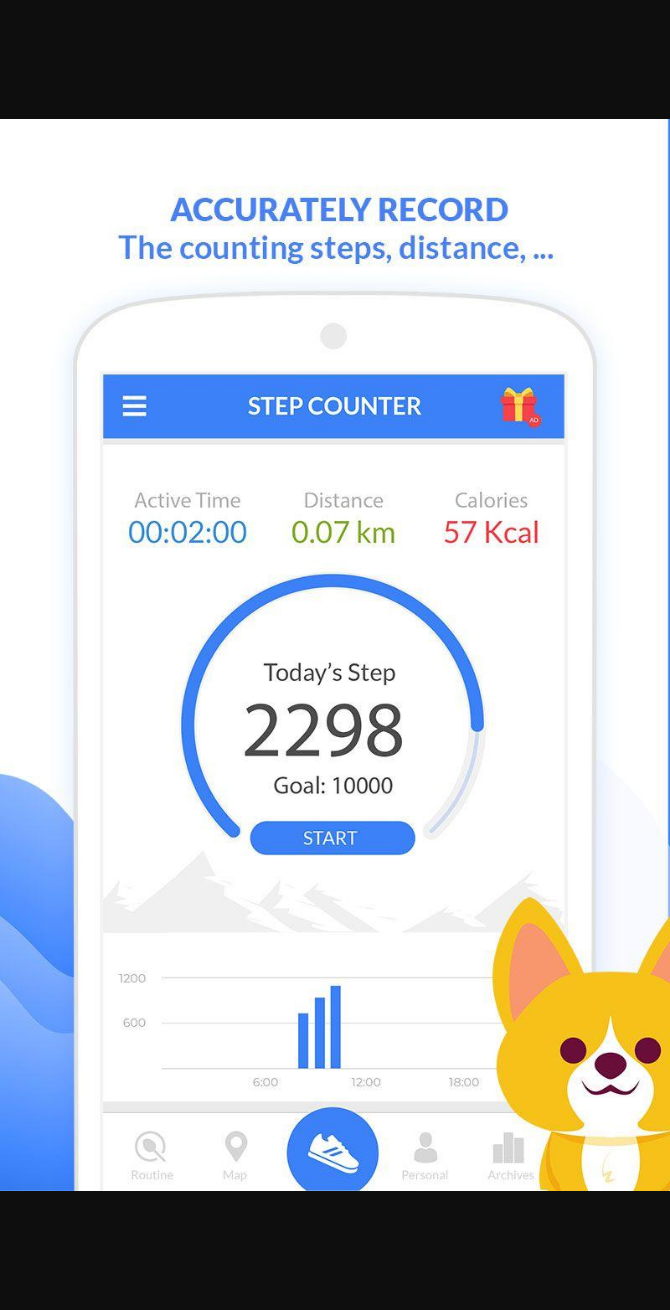 ACCURATELY RECORD
The counting steps, distance, ...
STEP COUNTER
AD
Active Time Distance Calories
00:02:00 0.07 km 57 Kcal
Today's Step
2298
Goal: 10000
START
1200
600
6:00 12:00 18:00
Routine Map Personal Archives